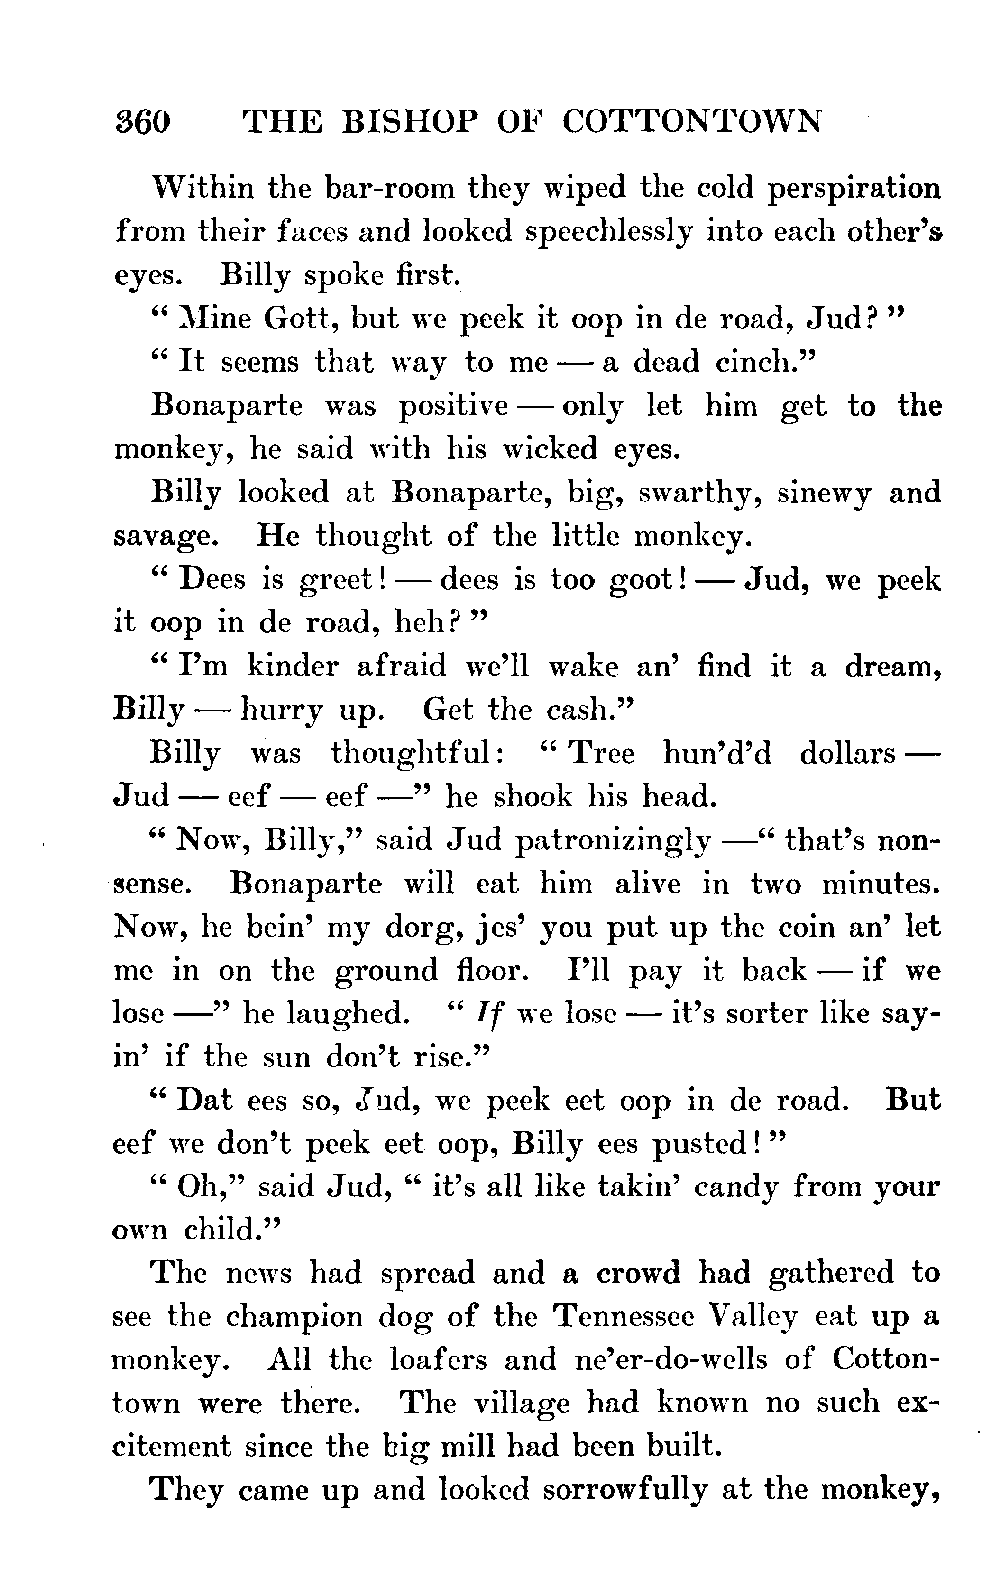 360 THE BISHOP OF COTTONTOWN
Within the bar-room they wiped the cold perspiration
from their faces and looked speechlessly into each other's
eyes. Billy spoke first.
“ Mine Gott, but we peek it oop in de road, Jud? ”
“ It seems that way to me — a dead cinch.”
Bonaparte was positive — only let him get to the
monkey, he said with his wicked eyes.
Billy looked at Bonaparte, big, swarthy, sinewy and
savage. He thought of the little monkey.
“ Dees is greet! — dees is too goot! — Jud, we peek
it oop in de road, heh? ”
“ I'm kinder afraid we'll wake an' find it a dream,
Billy — hurry up. Get the cash.”
Billy was thoughtful: “ Tree hun'd'd dollars —
Jud — eef — eef —” he shook his head.
“ Now, Billy,” said Jud patronizingly —“ that's non-
sense. Bonaparte will eat him alive in two minutes.
Now, he bein' my dorg, jes' you put up the coin an' let
me in on the ground floor. I'll pay it back — if we
lose —” he laughed. “ If we lose — it's sorter like say-
in' if the sun don't rise.”
“ Dat ees so, Jud, we peek eet oop in de road. But
eef we don't peek eet oop, Billy ees pusted! ”
“ Oh,” said Jud, “ it's all like takin' candy from your
own child.”
The news had spread and a crowd had gathered to
see the champion dog of the Tennessee Valley eat up a
monkey. All the loafers and ne'er-do-wells of Cotton-
town were there. The village had known no such ex-
citement since the big mill had been built.
They came up and looked sorrowfully at the monkey,